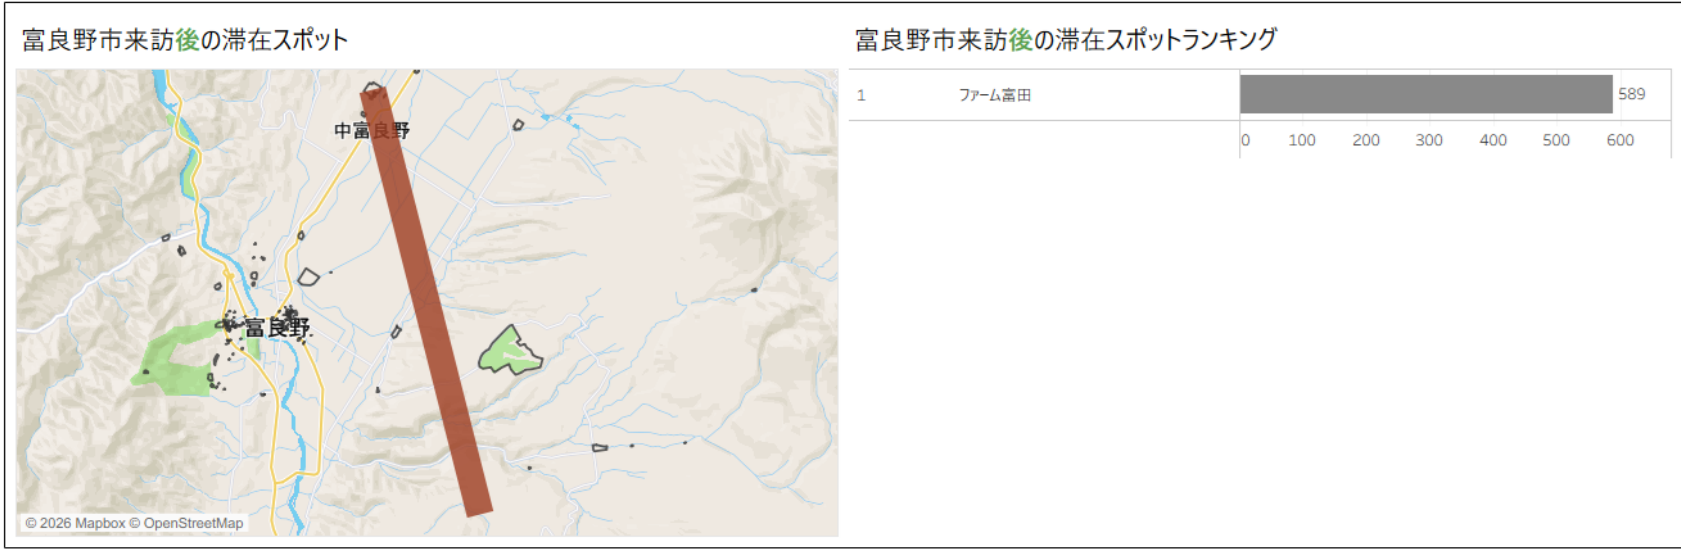 富良野市来訪後の滞在スポット
中富良野
富良野
© 2026 Mapbox © OpenStreetMap
富良野市来訪後の滞在スポットランキング
1 ファーム富田 589
0 100 200 300 400 500 600